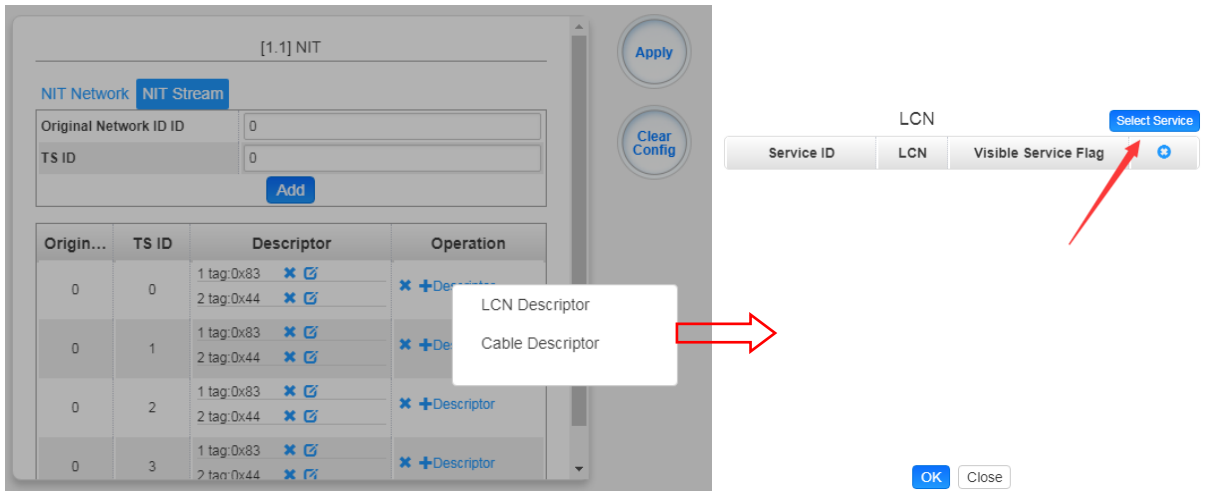 [1.1] NIT
NIT Network NIT Stream
Original Network ID ID 0
TS ID 0
Add
Origin... TS ID Descriptor Operation
0 0 1 tag:0x83 2 tag:0x44 Descriptor
0 1 1 tag:0x83 2 tag:0x44 De
0 2 1 tag:0x83 2 tag:0x44 Descriptor
0 3 1 tag:0x83 2 tag:0x44 Descriptor
LCN Descriptor
Cable Descriptor
Apply
Clear
Config
LCN
Select Service
Service ID LCN Visible Service Flag
OK Close